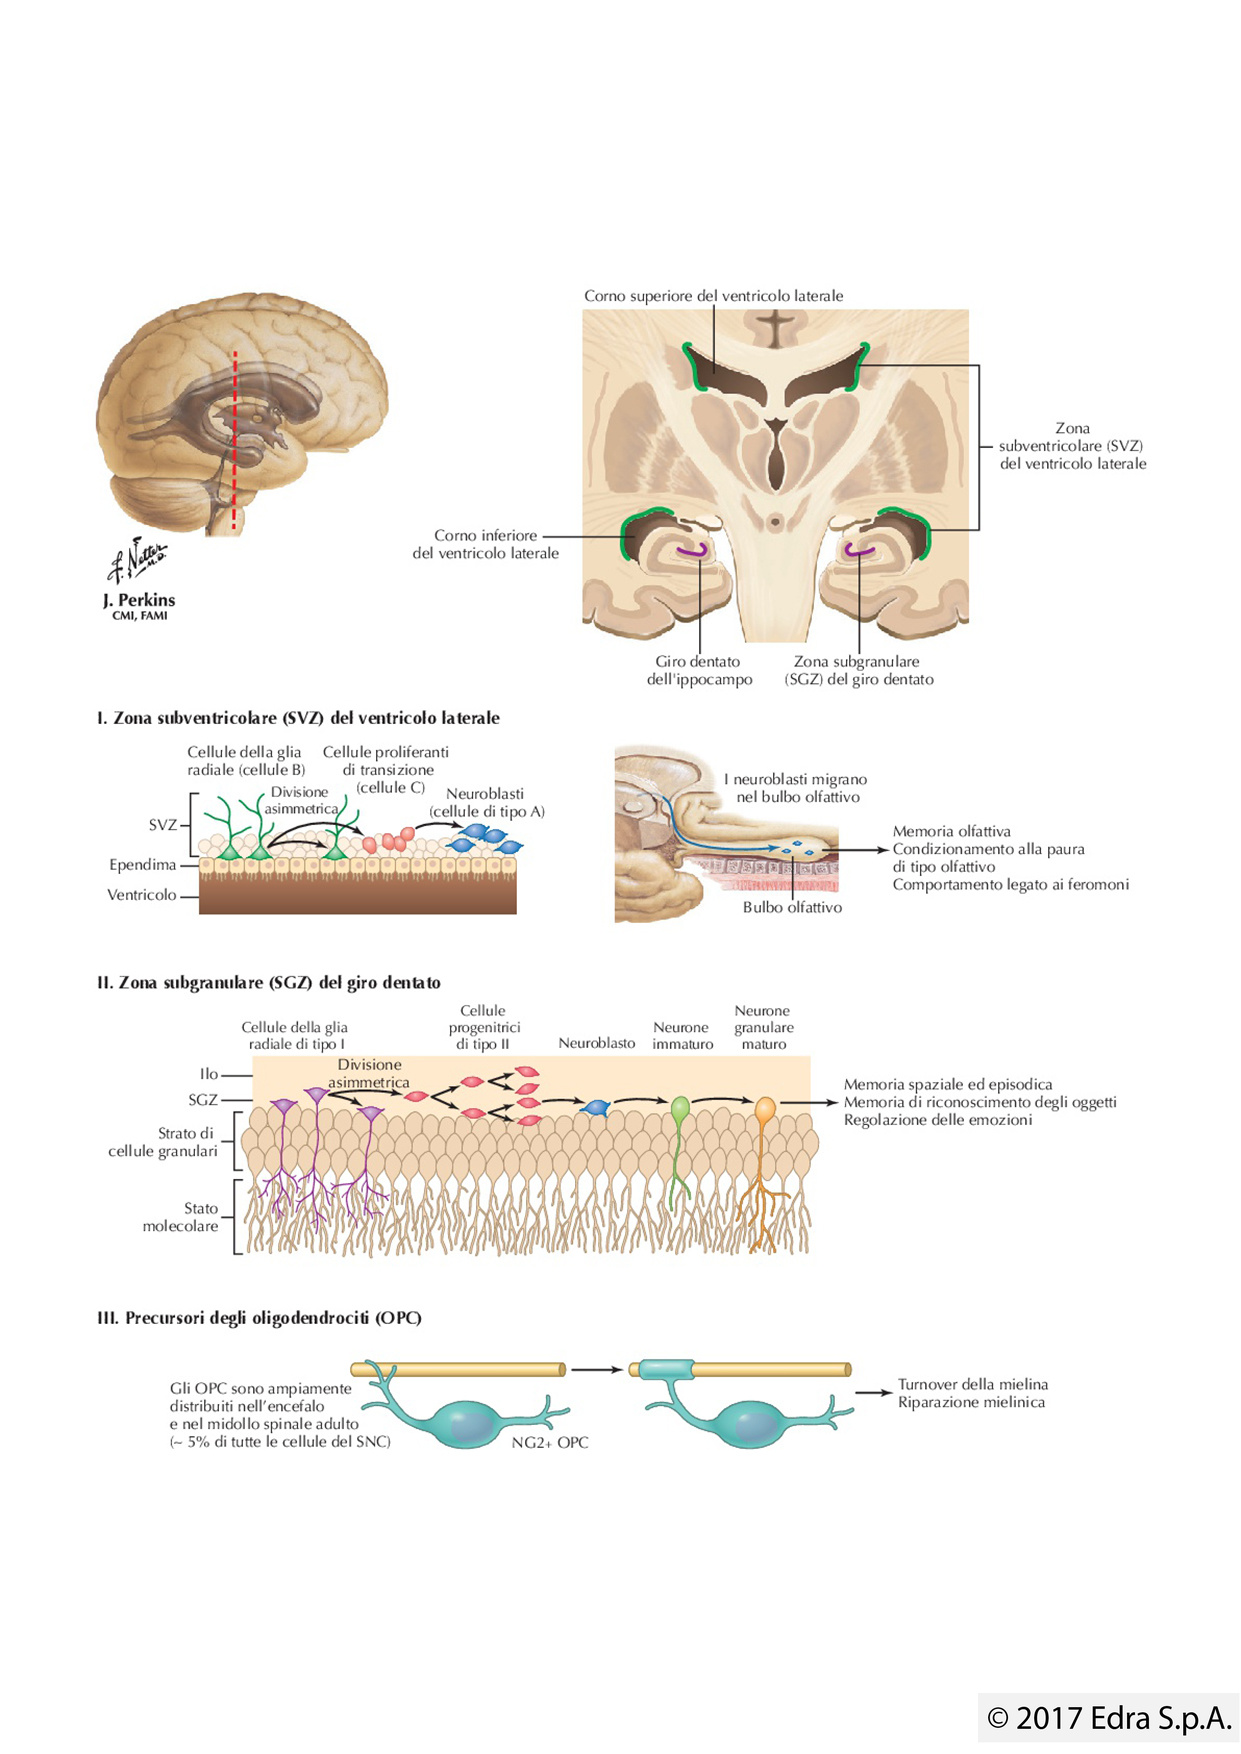 Corno superiore del ventricolo laterale
Zona
subventricolare (SVZ)
del ventricolo laterale
Corno inferiore
del ventricolo laterale
F. Netter
M.D.
J. Perkins
CMI, FAMI
Giro dentato
dell'ippocampo
Zona subgranulare
(SGZ) del giro dentato
I. Zona subventricolare (SVZ) del ventricolo laterale
Cellule della glia
radiale (cellule B)
Cellule proliferanti
di transizione
(cellule C)
Divisione
asimmetrica
Neuroblasti
(cellule di tipo A)
SVZ
Ependima
Ventricolo
I neuroblasti migrano
nel bulbo olfattivo
Memoria olfattiva
Condizionamento alla paura
di tipo olfattivo
Comportamento legato ai feromoni
Bulbo olfattivo
II. Zona subgranulare (SGZ) del giro dentato
Cellule della glia
radiale di tipo I
Cellule
progenitrici
di tipo II
Neuroblasto
Neurone
immaturo
Neurone
granulare
maturo
Divisione
asimmetrica
Ilo
SGZ
Strato di
cellule granulari
Stato
molecolare
Memoria spaziale ed episodica
Memoria di riconoscimento degli oggetti
Regolazione delle emozioni
III. Precursori degli oligodendrociti (OPC)
Gli OPC sono ampiamente
distribuiti nell'encefalo
e nel midollo spinale adulto
(~ 5% di tutte le cellule del SNC)
NG2+ OPC
Turnover della mielina
Riparazione mielinica
© 2017 Edra S.p.A.